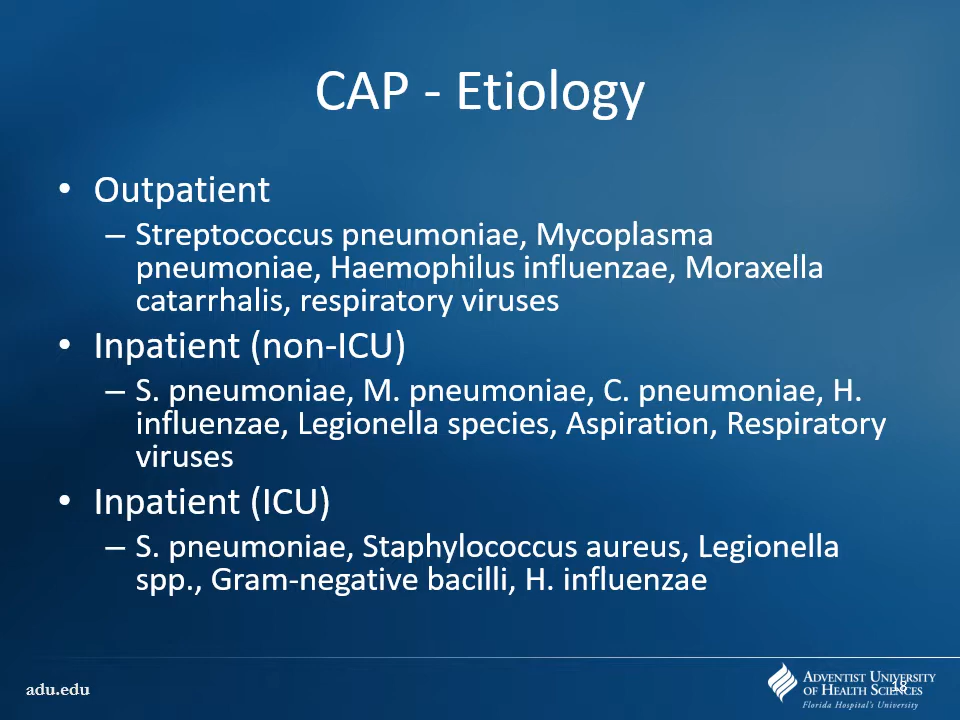 CAP - Etiology
• Outpatient
– Streptococcus pneumoniae, Mycoplasma
pneumoniae, Haemophilus influenzae, Moraxella
catarrhalis, respiratory viruses
• Inpatient (non-ICU)
– S. pneumoniae, M. pneumoniae, C. pneumoniae, H.
influenzae, Legionella species, Aspiration, Respiratory
viruses
• Inpatient (ICU)
– S. pneumoniae, Staphylococcus aureus, Legionella
spp., Gram-negative bacilli, H. influenzae
adu.edu
ADVENTIST UNIVERSITY
OF HEALTH SCIENCES
18
Florida Hospital's University